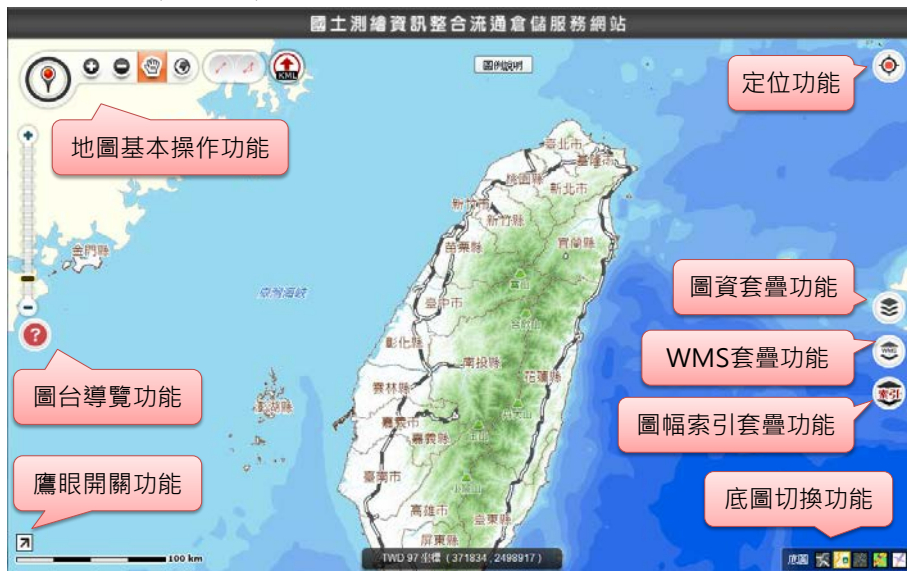 國土測繪資訊整合流通倉儲服務網站
KML
圖例說明
定位功能
地圖基本操作功能
臺北市
基隆市
桃園縣
新北市
新竹市
新竹縣
宜蘭縣
苗栗縣
金門縣
臺灣海峽
臺中市
圖資套疊功能
彰化縣
南投縣
花蓮縣
WMS套疊功能
WMS
?
雲林縣
圖台導覽功能
澎湖縣
索引
圖幅索引套疊功能
嘉義市
嘉義縣
玉山
臺南市
鷹眼開關功能
底圖切換功能
高雄市
臺東縣
屏東縣
100 km
TWD 97 坐標 ( 371834 , 2498917 )
底圖